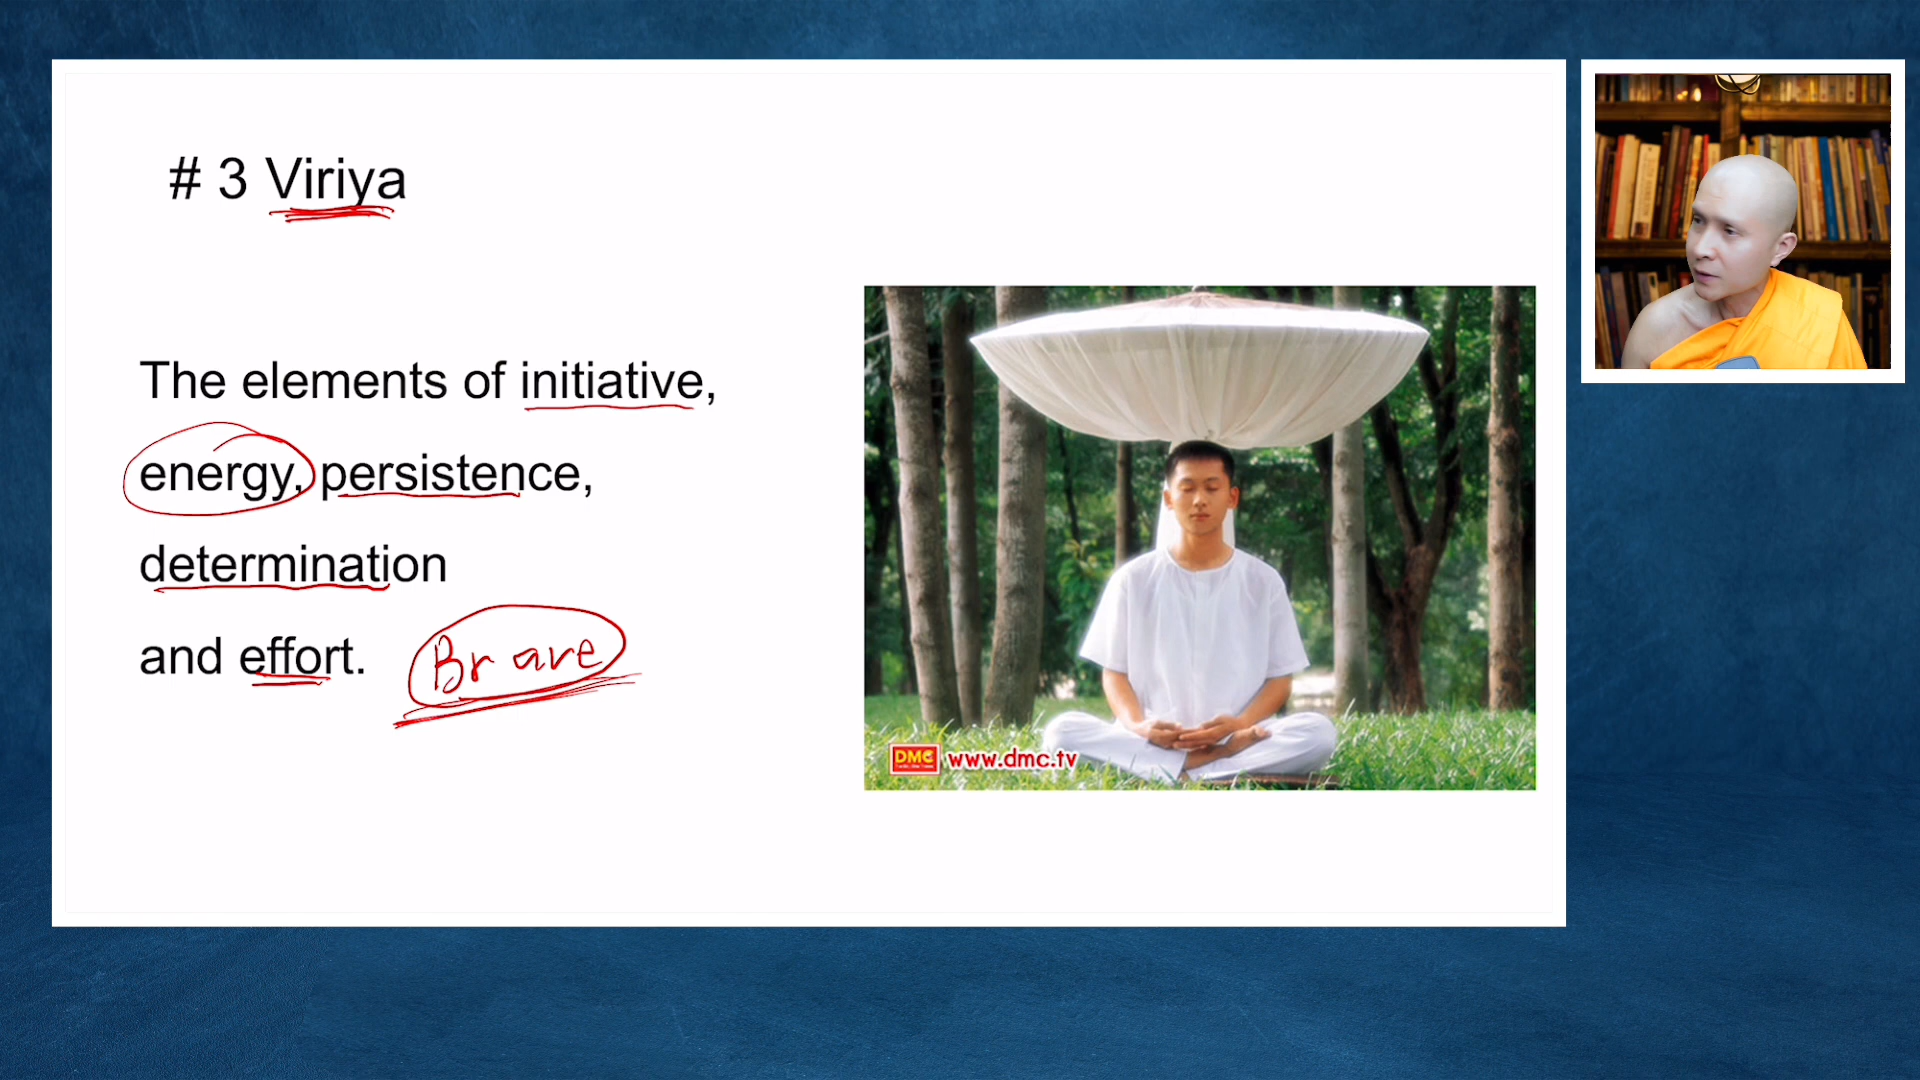 # 3 Viriya
The elements of initiative,
energy, persistence,
determination
and effort.
Brave
DMC www.dmc.tv